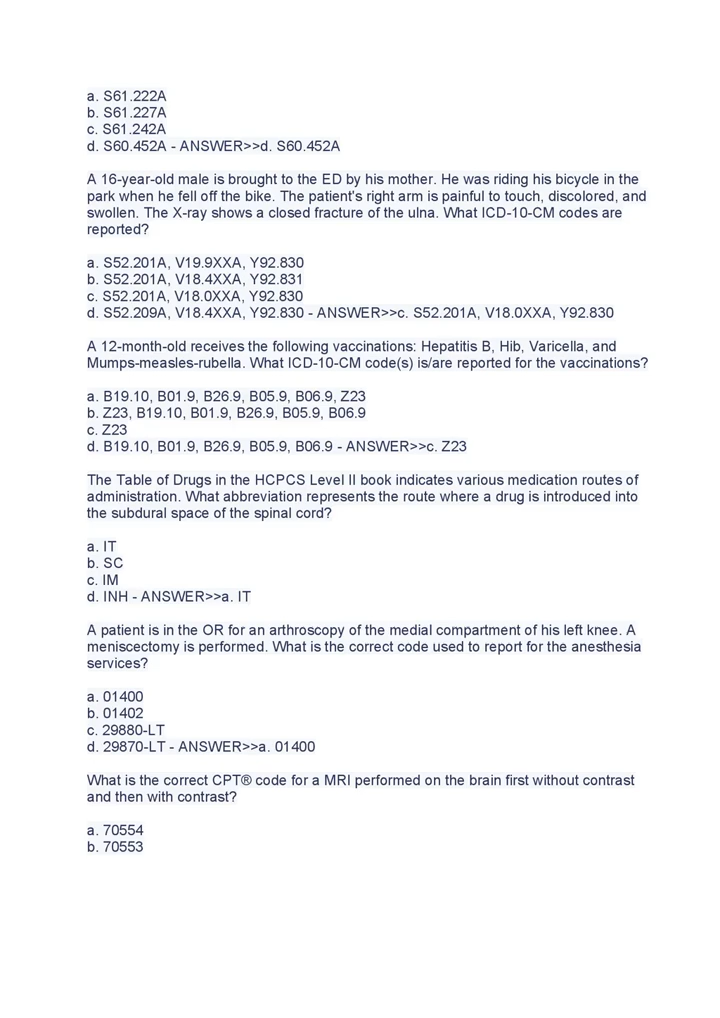 a. S61.222A
b. S61.227A
c. S61.242A
d. S60.452A - ANSWER>>d. S60.452A
A 16-year-old male is brought to the ED by his mother. He was riding his bicycle in the
park when he fell off the bike. The patient's right arm is painful to touch, discolored, and
swollen. The X-ray shows a closed fracture of the ulna. What ICD-10-CM codes are
reported?
a. S52.201A, V19.9XXA, Y92.830
b. S52.201A, V18.4XXA, Y92.831
c. S52.201A, V18.0XXA, Y92.830
d. S52.209A, V18.4XXA, Y92.830 - ANSWER>>c. S52.201A, V18.0XXA, Y92.830
A 12-month-old receives the following vaccinations: Hepatitis B, Hib, Varicella, and
Mumps-measles-rubella. What ICD-10-CM code(s) is/are reported for the vaccinations?
a. B19.10, B01.9, B26.9, B05.9, B06.9, Z23
b. Z23, B19.10, B01.9, B26.9, B05.9, B06.9
c. Z23
d. B19.10, B01.9, B26.9, B05.9, B06.9 - ANSWER>>c. Z23
The Table of Drugs in the HCPCS Level II book indicates various medication routes of
administration. What abbreviation represents the route where a drug is introduced into
the subdural space of the spinal cord?
a. IT
b. SC
c. IM
d. INH - ANSWER>>a. IT
A patient is in the OR for an arthroscopy of the medial compartment of his left knee. A
meniscectomy is performed. What is the correct code used to report for the anesthesia
services?
a. 01400
b. 01402
c. 29880-LT
d. 29870-LT - ANSWER>>a. 01400
What is the correct CPT® code for a MRI performed on the brain first without contrast
and then with contrast?
a. 70554
b. 70553